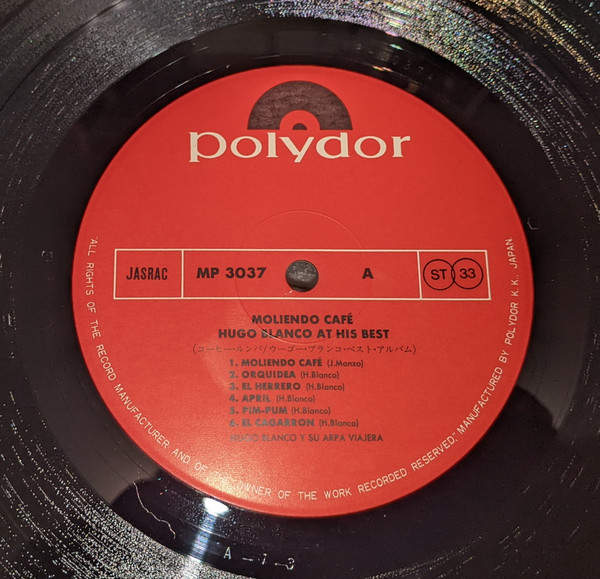 polydor
JASRAC MP 3037 A ST 33
MOLIENDO CAFÉ
HUGO BLANCO AT HIS BEST
(コーヒー・ルンバ/ウーゴー・ブランコ・ベスト・アルバム)
1. MOLIENDO CAFÉ (J.Manzo)
2. ORQUIDEA (H.Blanco)
3. EL HERRERO (H.Blanco)
4. APRIL (H.Blanco)
5. PIM-PUM (H.Blanco)
6. EL CAGARRON (H.Blanco)
HUGO BLANCO Y SU ARPA VIAJERA
"ALL RIGHTS OF THE RECORD MANUFACTURER AND OF THE OWNER OF THE WORK RECORDED RESERVED," MANUFACTURED BY POLYDOR K.K., JAPAN
A-1-3